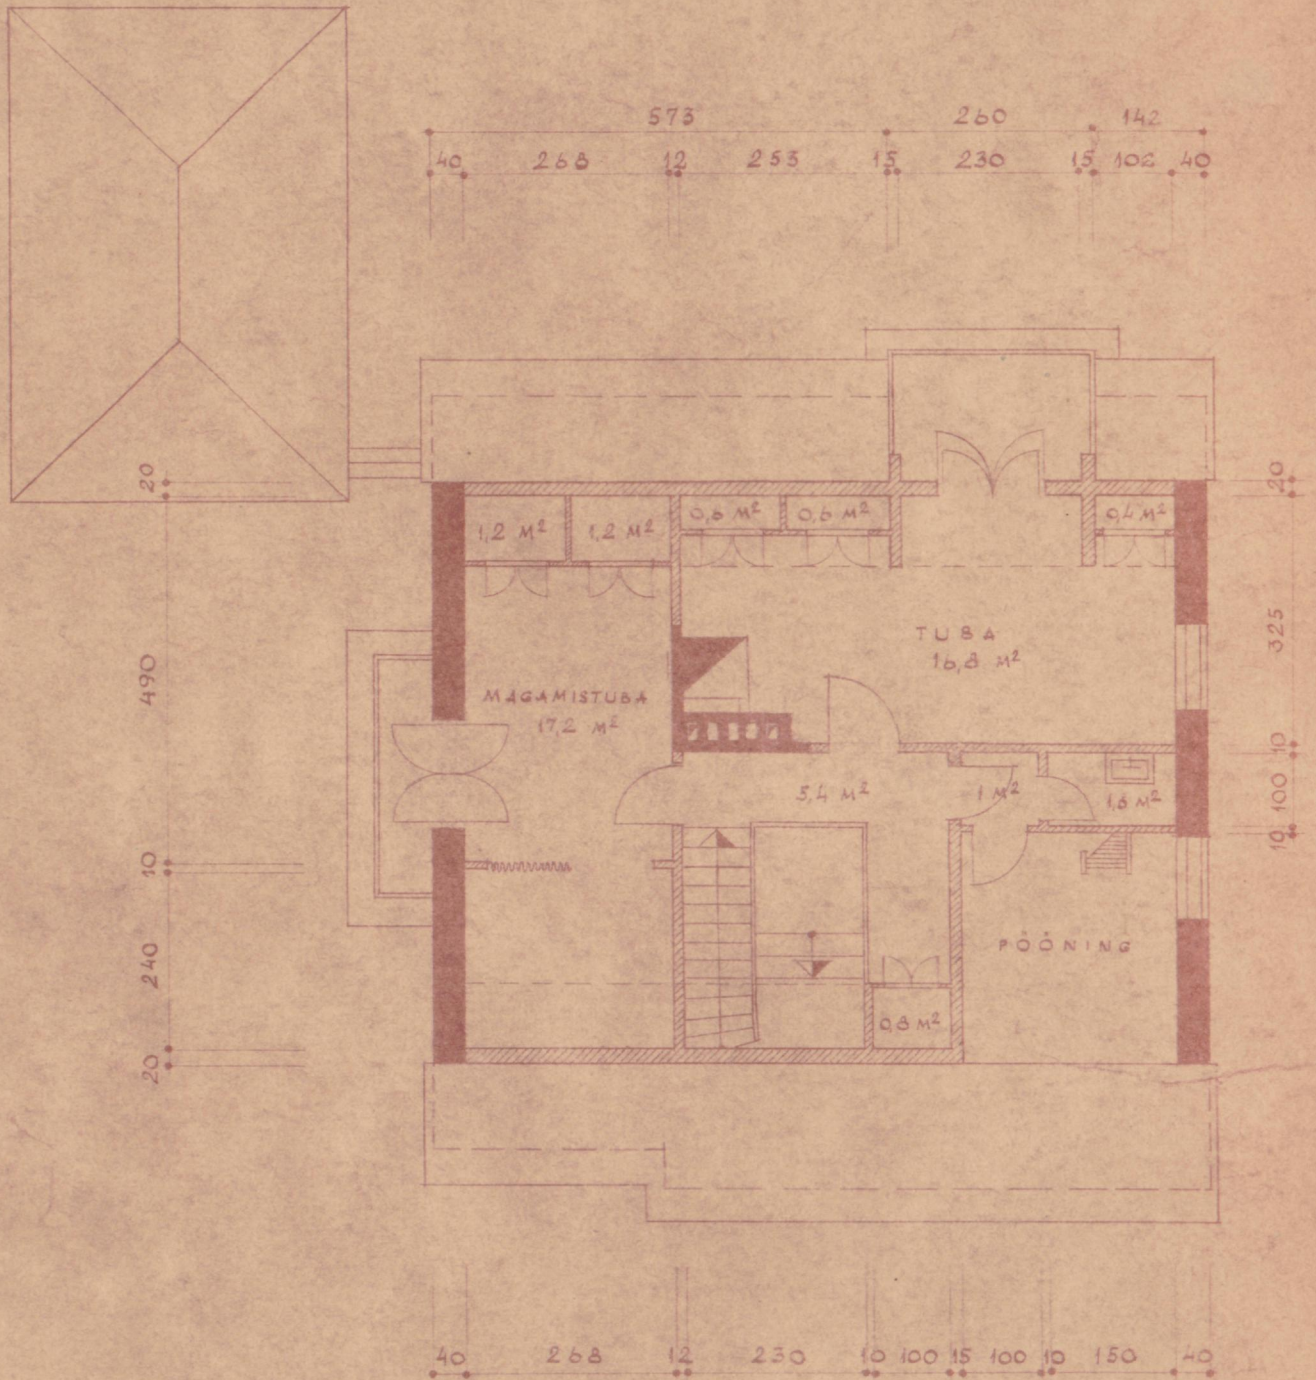 573 260 142
40 268 12 253 15 230 15 102 40
20
490
10
240
20
20
325
10
100
10
1,2 M²
1,2 M²
0,6 M²
0,6 M²
0,4 M²
TUBA
16,8 M²
MAGAMISTUBA
17,2 M²
5,4 M²
1 M²
1,6 M²
PÖÖNING
0,8 M²
40 268 12 230 10 100 15 100 10 150 40